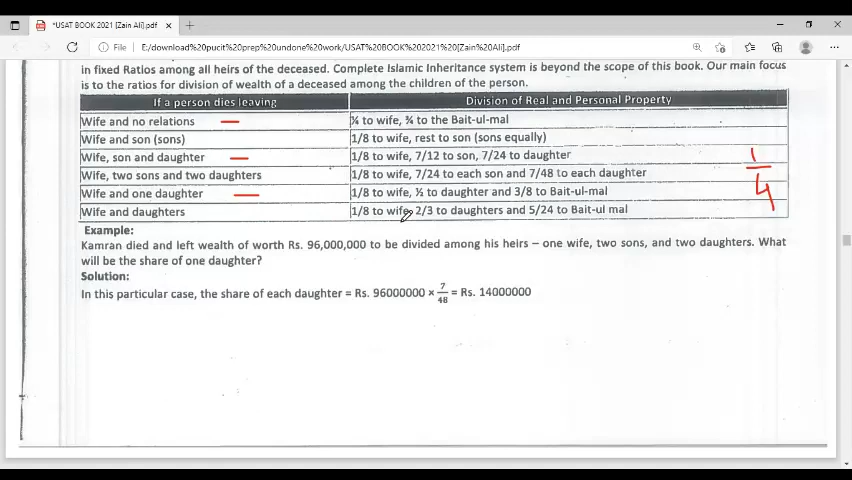 *USAT BOOK 2021 [Zain Ali].pdf
File
E:/download%20pucit%20prep%20undone%20work/USAT%20BOOK%202021%20[Zain%20Ali].pdf
in fixed Ratios among all heirs of the deceased. Complete Islamic Inheritance system is beyond the scope of this book. Our main focus
is to the ratios for division of wealth of a deceased among the children of the person.
If a person dies leaving Division of Real and Personal Property
Wife and no relations ¼ to wife, ¾ to the Bait-ul-mal
Wife and son (sons) 1/8 to wife, rest to son (sons equally)
Wife, son and daughter 1/8 to wife, 7/12 to son, 7/24 to daughter
Wife, two sons and two daughters 1/8 to wife, 7/24 to each son and 7/48 to each daughter
Wife and one daughter 1/8 to wife, ½ to daughter and 3/8 to Bait-ul-mal
Wife and daughters 1/8 to wife, 2/3 to daughters and 5/24 to Bait-ul mal
1/4
Example:
Kamran died and left wealth of worth Rs. 96,000,000 to be divided among his heirs – one wife, two sons, and two daughters. What
will be the share of one daughter?
Solution:
In this particular case, the share of each daughter = Rs. 96000000 × 7/48 = Rs. 14000000